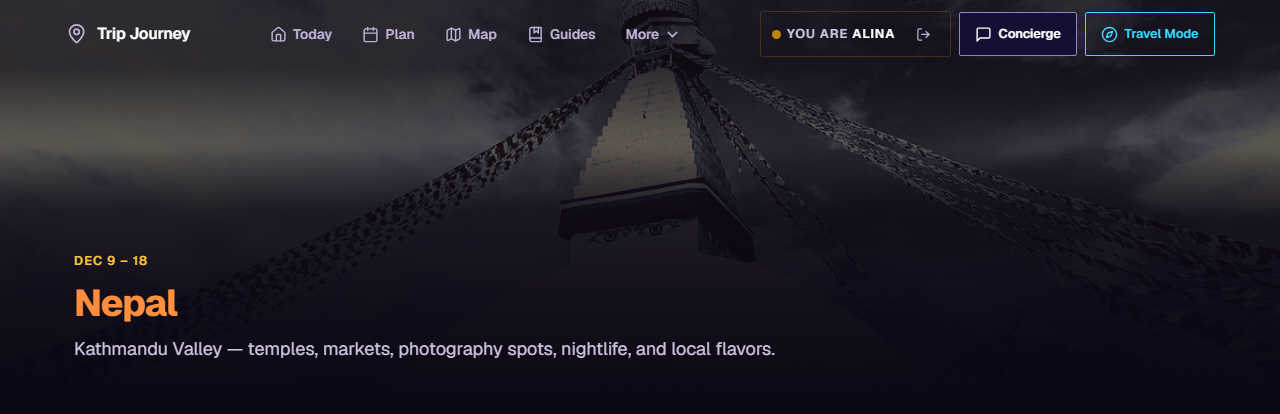 Trip Journey
Today
Plan
Map
Guides
More
YOU ARE ALINA
Concierge
Travel Mode
DEC 9 – 18
Nepal
Kathmandu Valley — temples, markets, photography spots, nightlife, and local flavors.